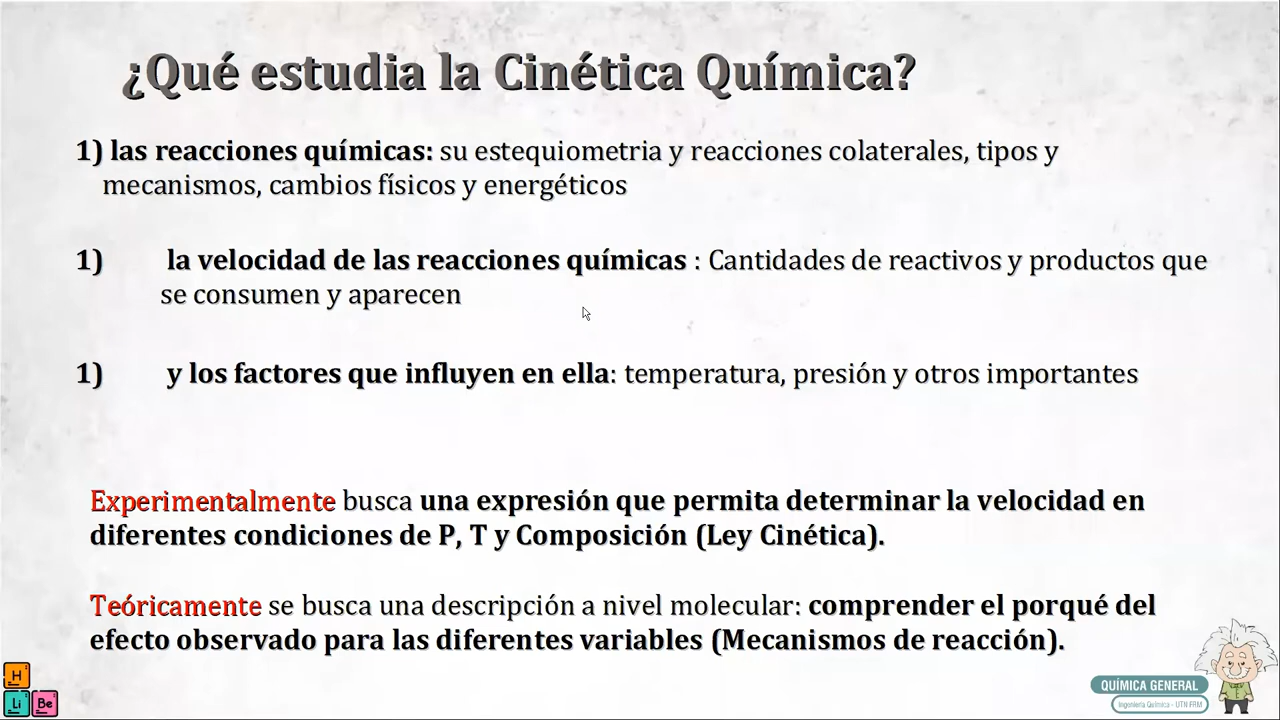 ¿Qué estudia la Cinética Química?
1) las reacciones químicas: su estequiometria y reacciones colaterales, tipos y
mecanismos, cambios físicos y energéticos
1) la velocidad de las reacciones químicas : Cantidades de reactivos y productos que
se consumen y aparecen
1) y los factores que influyen en ella: temperatura, presión y otros importantes
Experimentalmente busca una expresión que permita determinar la velocidad en
diferentes condiciones de P, T y Composición (Ley Cinética).
Teóricamente se busca una descripción a nivel molecular: comprender el porqué del
efecto observado para las diferentes variables (Mecanismos de reacción).
H
Li Be
QUÍMICA GENERAL
Ingeniería Química - UTN FRM